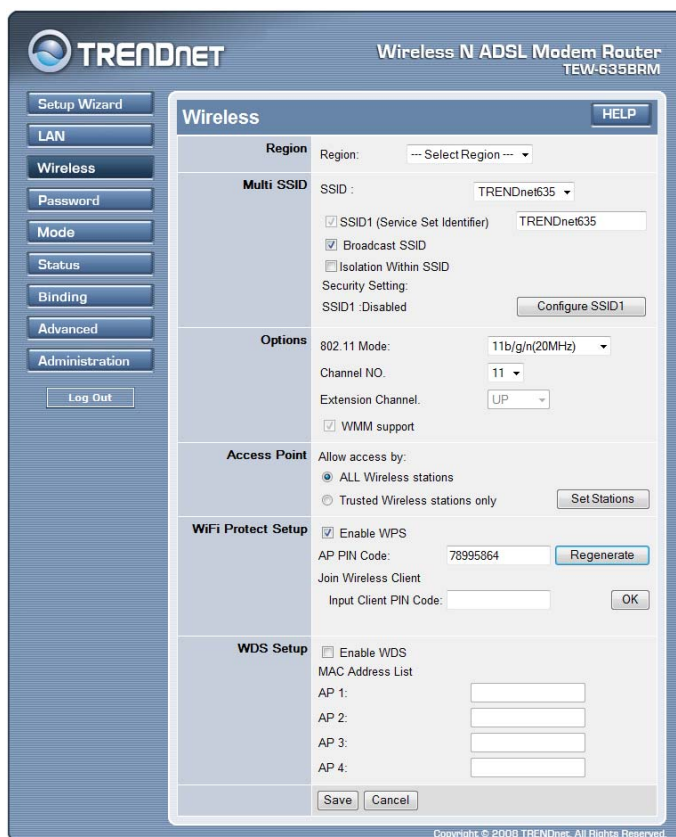 TRENDNET
Wireless N ADSL Modem Router
TEW-635BRM
Setup Wizard
LAN
Wireless
Password
Mode
Status
Binding
Advanced
Administration
Log Out
Wireless
HELP
Region
Region: --- Select Region ---
Multi SSID
SSID : TRENDnet635
SSID1 (Service Set Identifier) TRENDnet635
Broadcast SSID
Isolation Within SSID
Security Setting:
SSID1 :Disabled Configure SSID1
Options
802.11 Mode: 11b/g/n(20MHz)
Channel NO. 11
Extension Channel. UP
WMM support
Access Point
Allow access by:
ALL Wireless stations
Trusted Wireless stations only Set Stations
WiFi Protect Setup
Enable WPS
AP PIN Code: 78995864 Regenerate
Join Wireless Client
Input Client PIN Code: OK
WDS Setup
Enable WDS
MAC Address List
AP 1:
AP 2:
AP 3:
AP 4:
Save Cancel
Copyright © 2008 TRENDnet. All Rights Reserved.